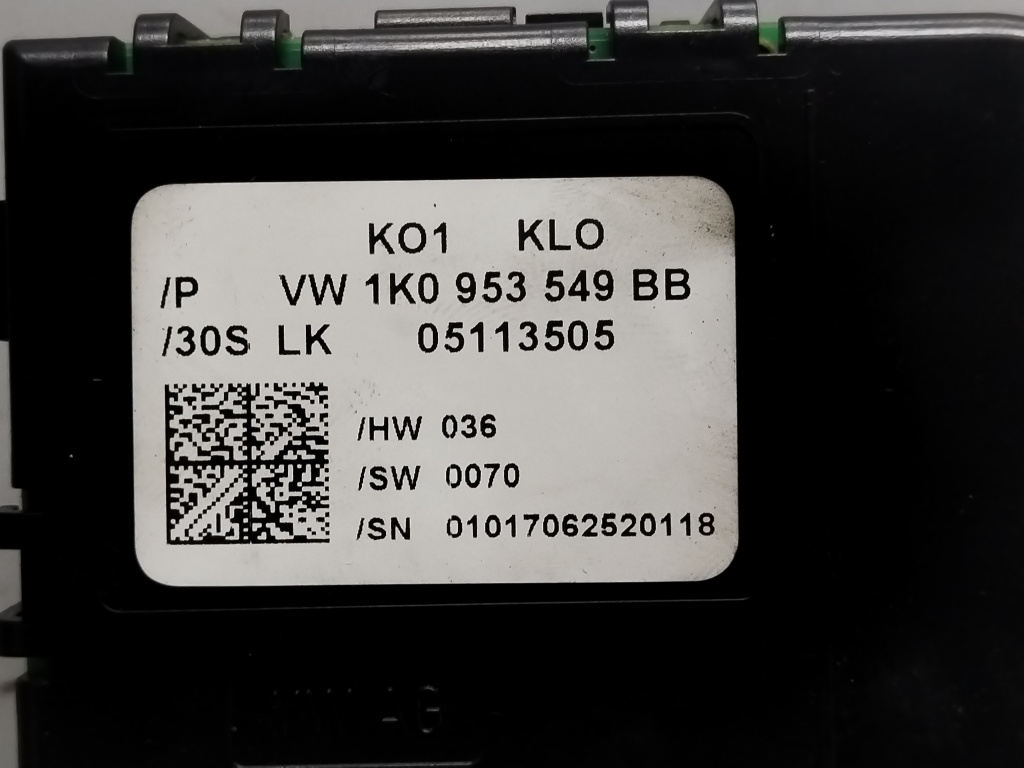 KO1 KLO
/P VW 1K0 953 549 BB
/30S LK 05113505
/HW 036
/SW 0070
/SN 01017062520118